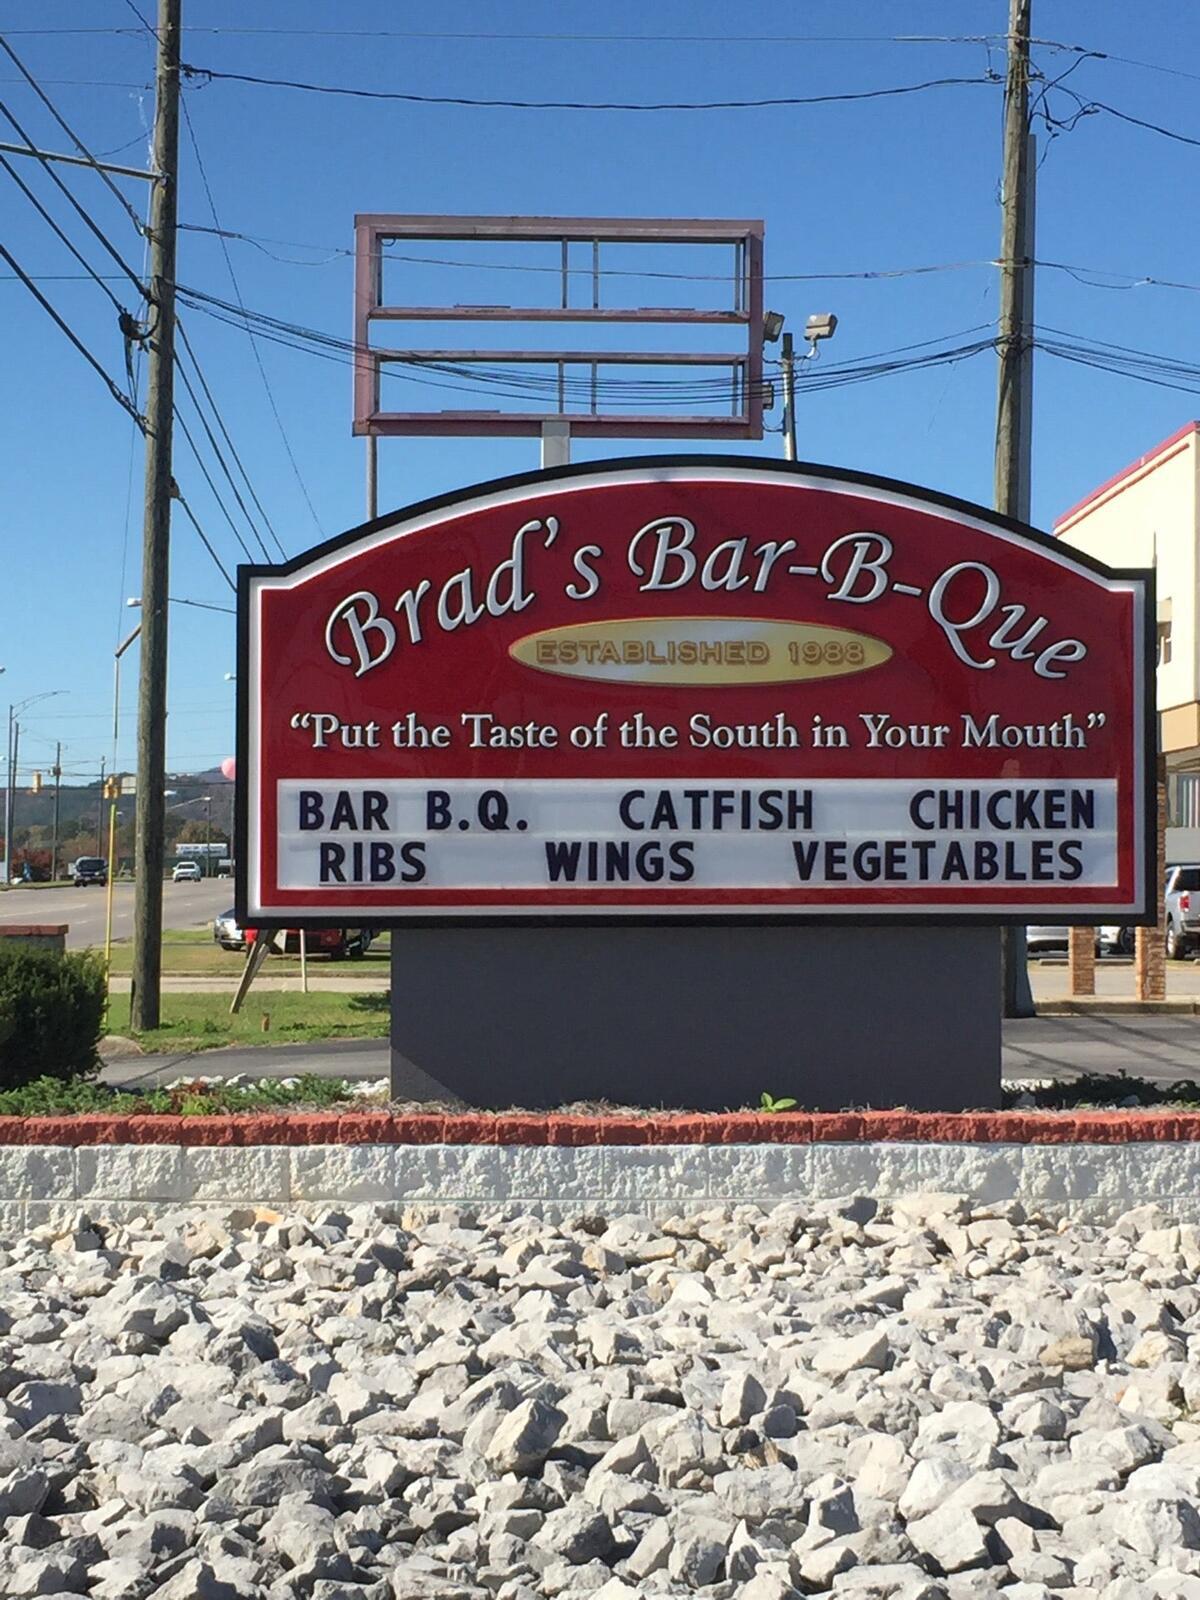 Brad's Bar-B-Que
ESTABLISHED 1988
"Put the Taste of the South in Your Mouth"
BAR B.Q. CATFISH CHICKEN
RIBS WINGS VEGETABLES